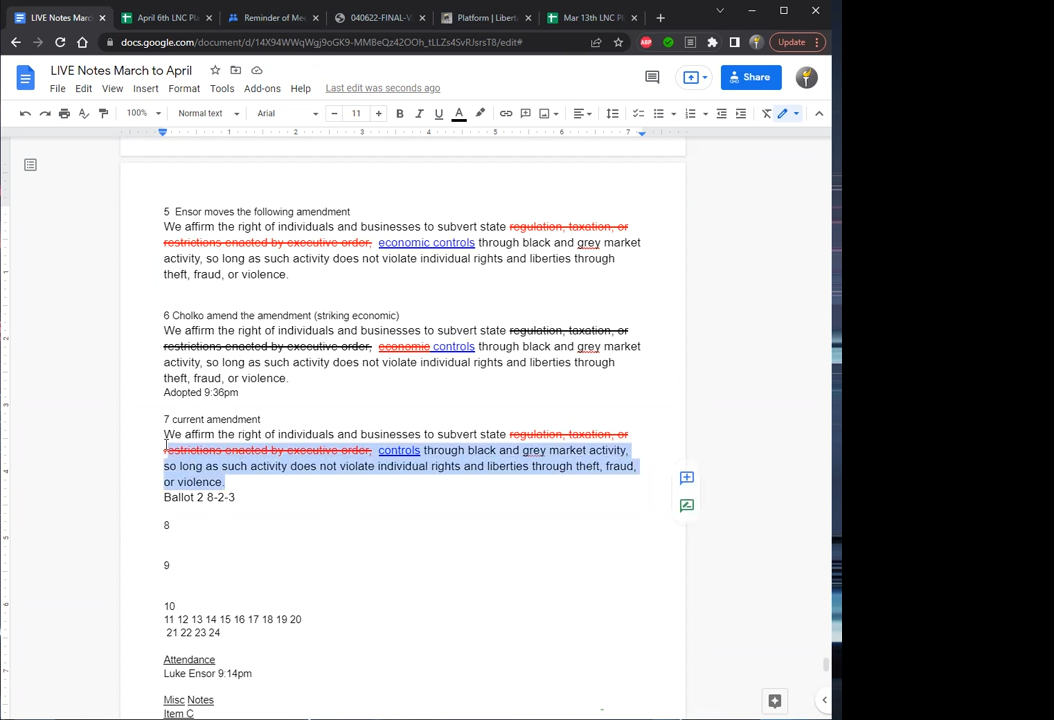 LIVE Notes Marc
April 6th LNC Pl
Reminder of Me
040622-FINAL-V
Platform | Libert
Mar 13th LNC Pl
docs.google.com/document/d/14X94WWqWgj9oGK9-MMBeQz42OOh_tLLZs4SvRJsrsT8/edit#
ABP
Update
LIVE Notes March to April
File Edit View Insert Format Tools Add-ons Help Last edit was seconds ago
Share
100% Normal text Arial 11 B I U A
1 2 3 4 5 6 7
5 Ensor moves the following amendment
We affirm the right of individuals and businesses to subvert state regulation, taxation, or
restrictions enacted by executive order, economic controls through black and grey market
activity, so long as such activity does not violate individual rights and liberties through
theft, fraud, or violence.
6 Cholko amend the amendment (striking economic)
We affirm the right of individuals and businesses to subvert state regulation, taxation, or
restrictions enacted by executive order, economic controls through black and grey market
activity, so long as such activity does not violate individual rights and liberties through
theft, fraud, or violence.
Adopted 9:36pm
7 current amendment
We affirm the right of individuals and businesses to subvert state regulation, taxation, or
restrictions enacted by executive order, controls through black and grey market activity,
so long as such activity does not violate individual rights and liberties through theft, fraud,
or violence.
Ballot 2 8-2-3
8
9
10
11 12 13 14 15 16 17 18 19 20
21 22 23 24
Attendance
Luke Ensor 9:14pm
Misc Notes
Item C